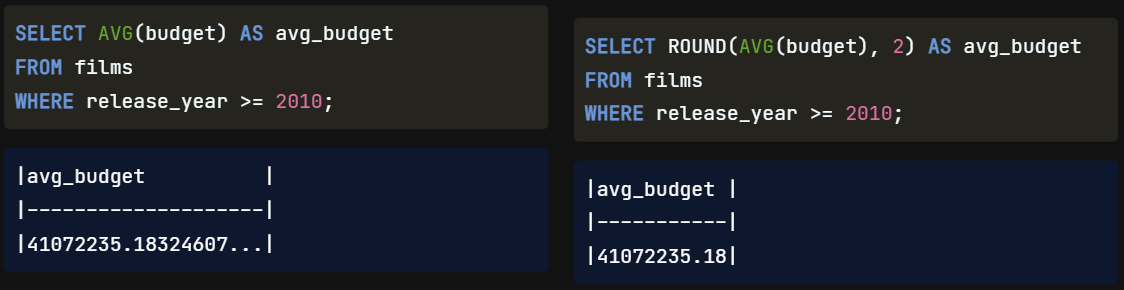 SELECT AVG(budget) AS avg_budget
FROM films
WHERE release_year >= 2010;
|avg_budget          |
|--------------------|
|41072235.18324607...|
SELECT ROUND(AVG(budget), 2) AS avg_budget
FROM films
WHERE release_year >= 2010;
|avg_budget |
|-----------|
|41072235.18|